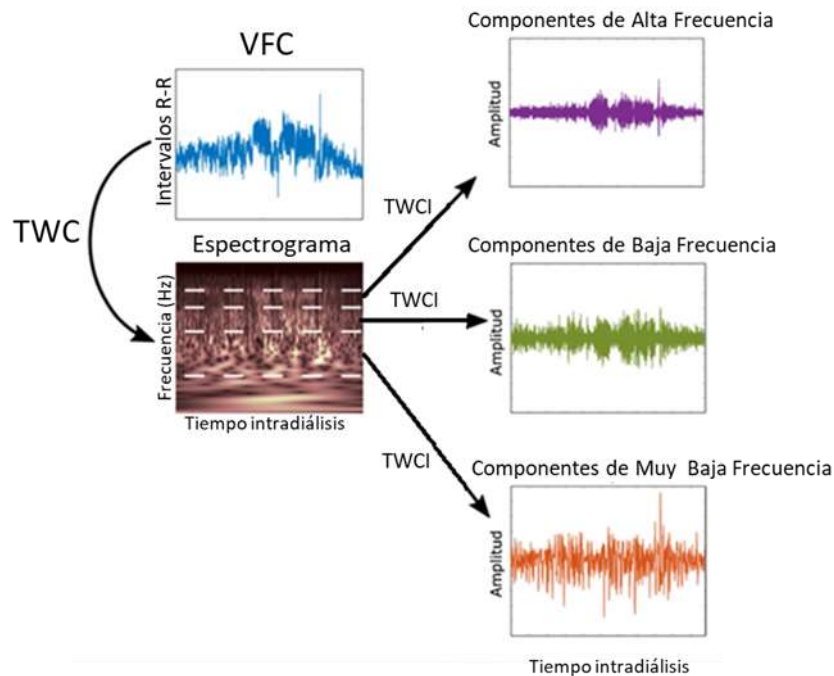 Componentes de Alta Frecuencia
VFC
Intervalos R-R
Amplitud
TWC
TWCI
Espectrograma
Componentes de Baja Frecuencia
Frecuencia (Hz)
TWCI
Amplitud
Tiempo intradiálisis
TWCI
Componentes de Muy Baja Frecuencia
Amplitud
Tiempo intradiálisis